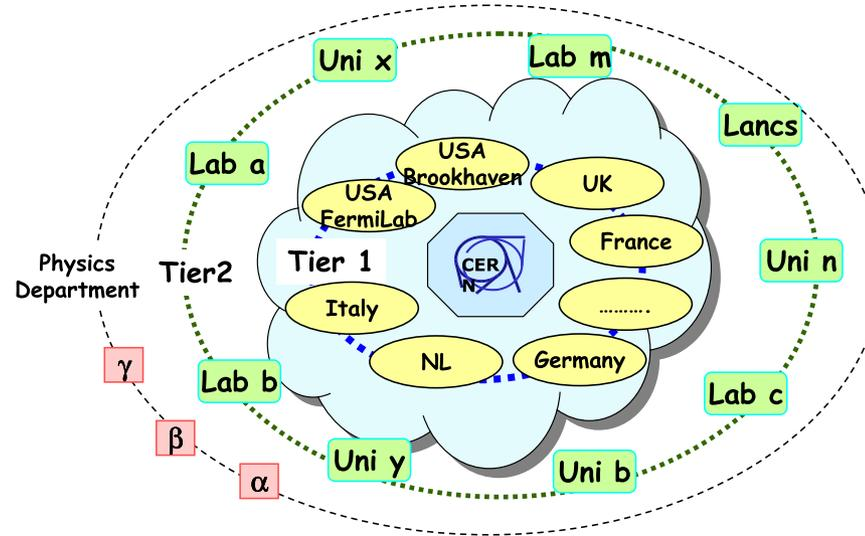 Uni x
Lab m
Lancs
Lab a
USA
Brookhaven
UK
USA
FermiLab
France
Physics
Department
Tier2
Tier 1
CER
N
Uni n
Italy
……….
γ
Lab b
NL
Germany
Lab c
β
Uni y
Uni b
α